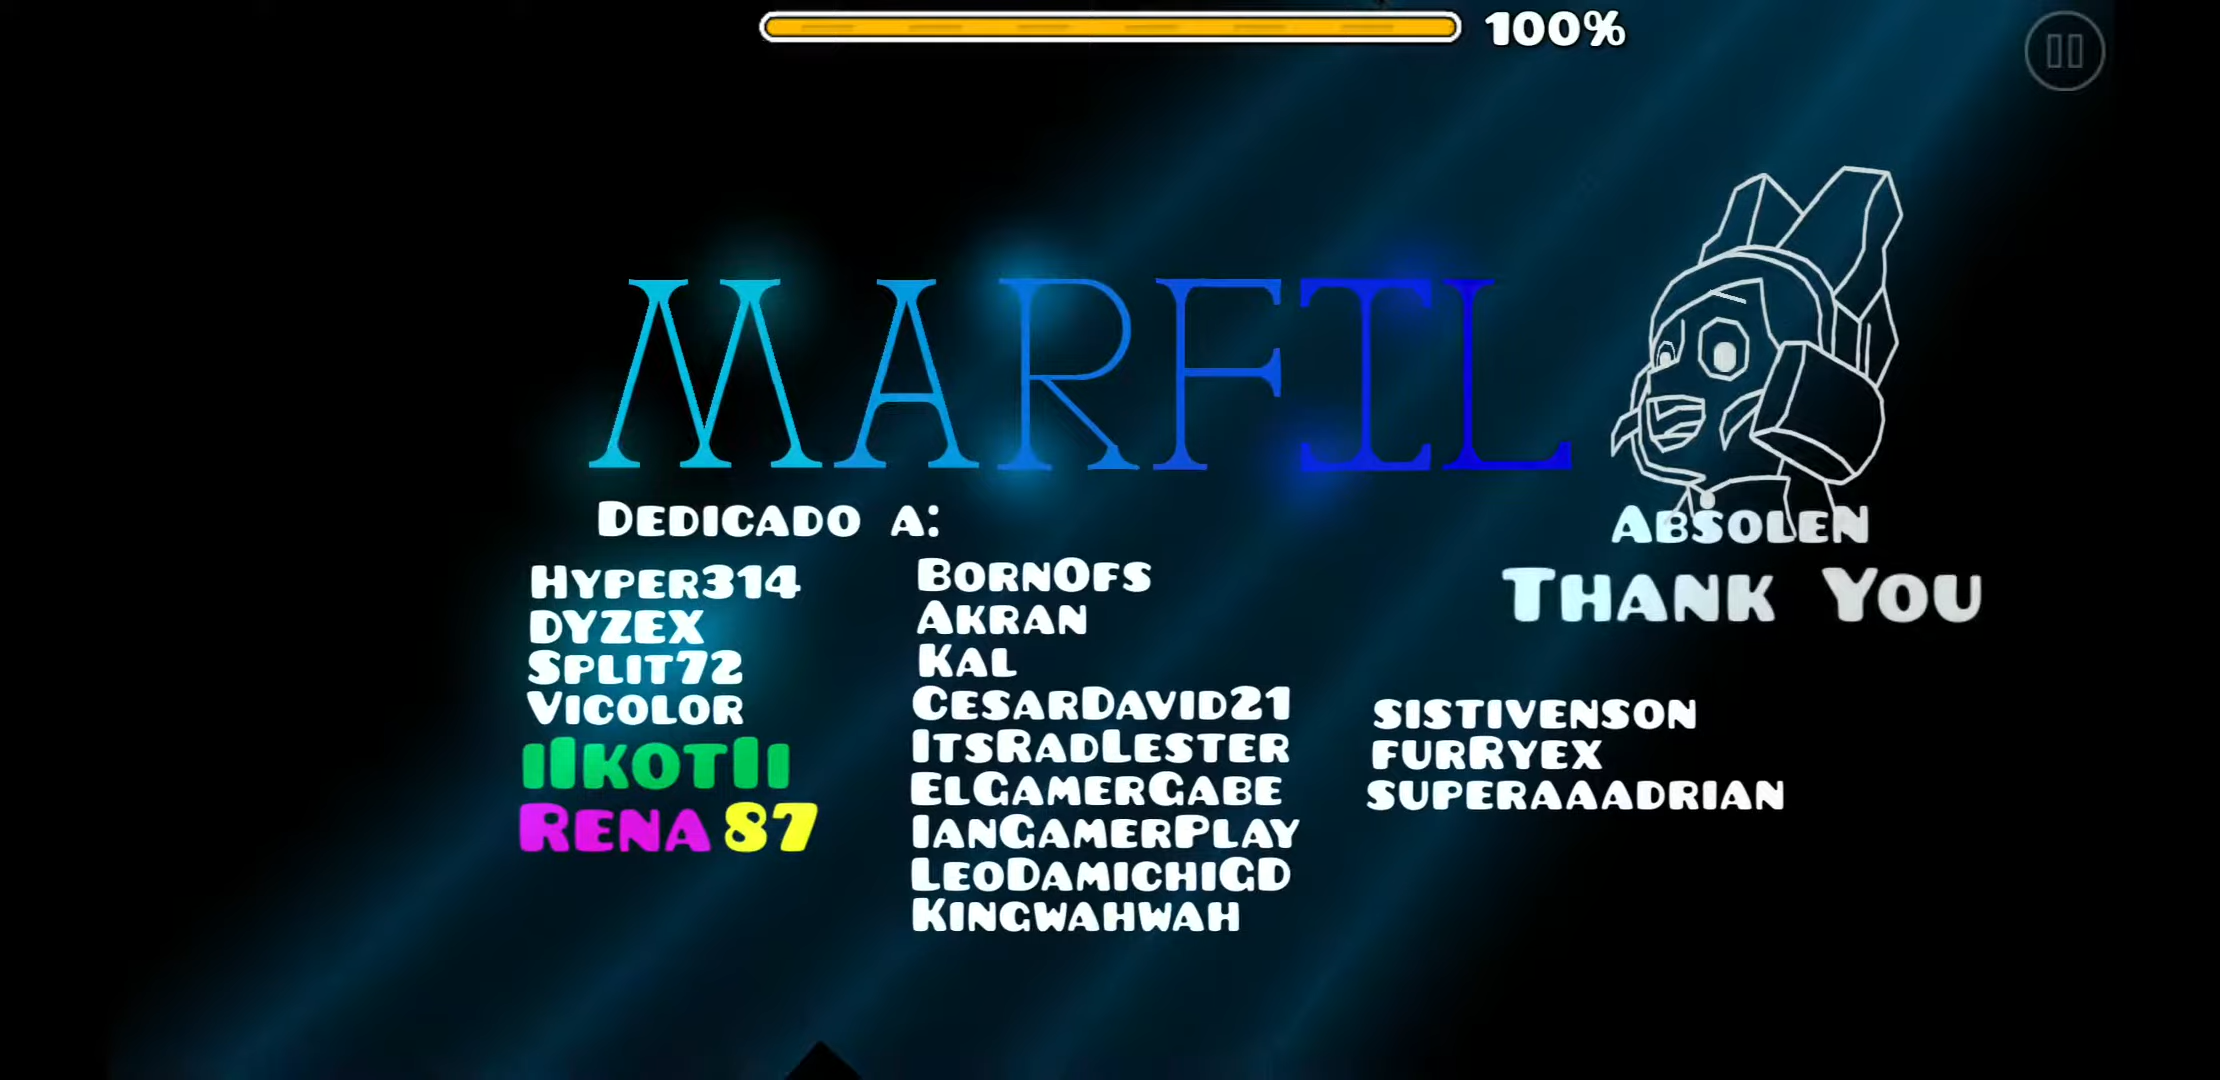 100%
MARFIL
Dedicado a:
Hyper314
dyzex
Split72
Vicolor
iIkotIi
Rena 87
BornOfs
Akran
Kal
CesarDavid21
ItsRadLester
ElGamerGabe
IanGamerPlay
LeoDamichiGD
Kingwahwah
Absolen
Thank You
sistivenson
furRyex
superaaadrian